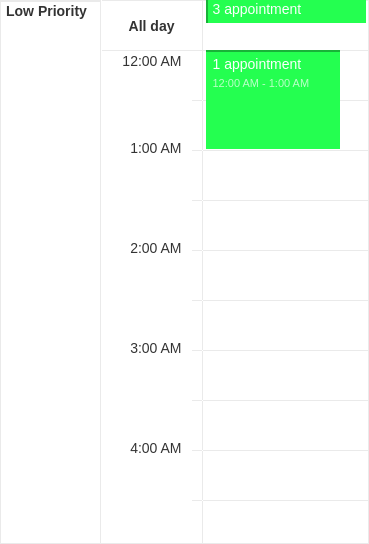 Low Priority
All day
3 appointment
12:00 AM
1 appointment
12:00 AM - 1:00 AM
1:00 AM
2:00 AM
3:00 AM
4:00 AM